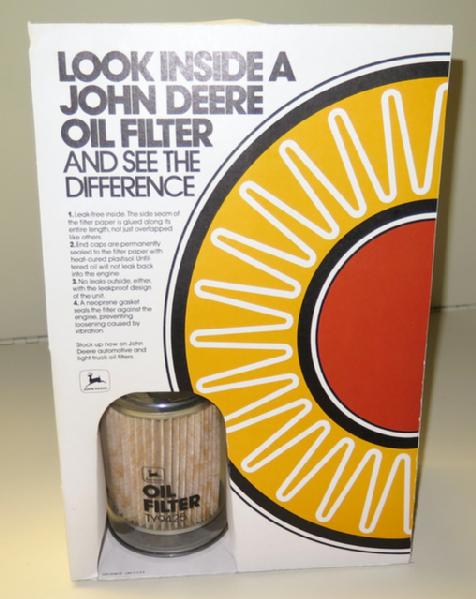 LOOK INSIDE A
JOHN DEERE
OIL FILTER
AND SEE THE
DIFFERENCE
1. Leak-free inside. The side seam of
the filter paper is glued along its
entire length, not just overlapped
like others.
2. End caps are permanently
sealed to the filter paper with
heat-cured plastisol. Unfil
tered oil will not leak back
into the engine.
3. No leaks outside, either,
with the leakproof design
of the unit.
4. A neoprene gasket
seals the filter against the
engine, preventing
loosening caused by
vibration.
Stock up now on John
Deere automotive and
light truck oil filters.
OIL
FILTER